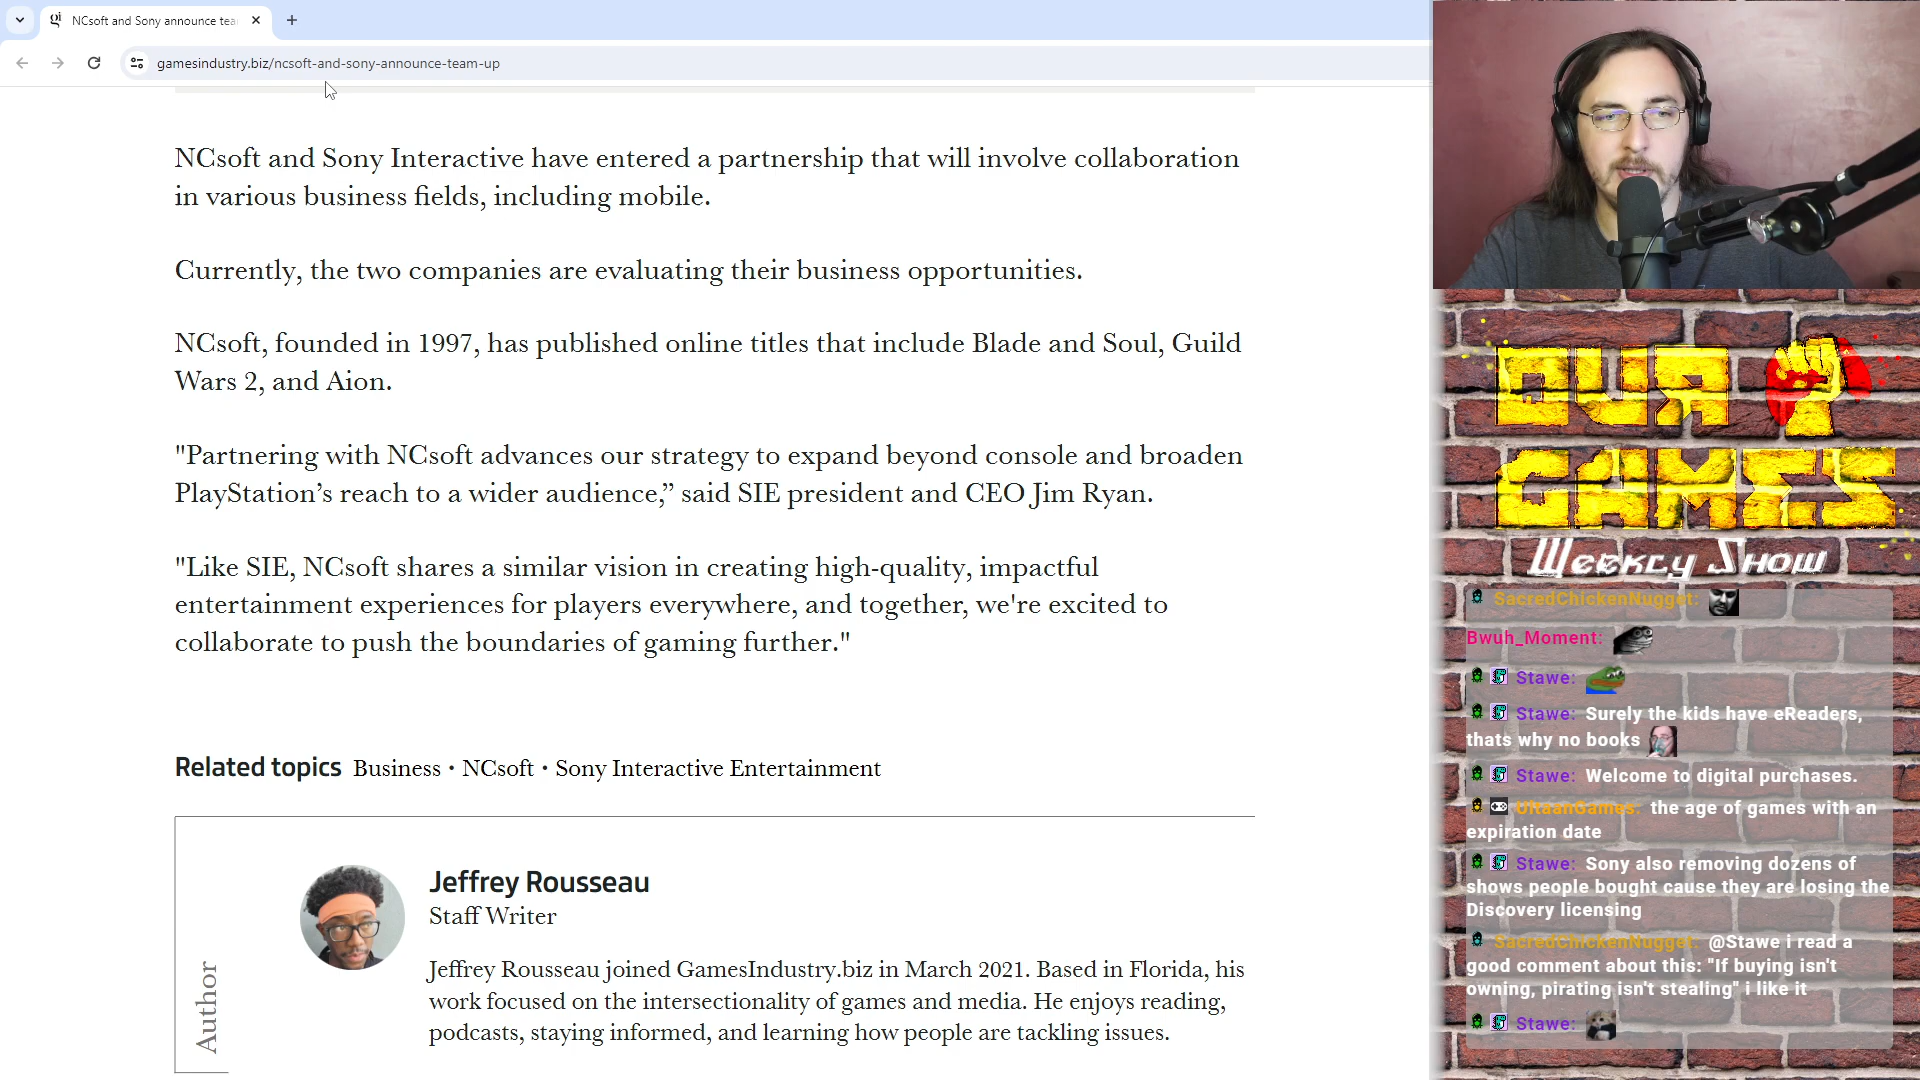 NCsoft and Sony announce tea
gamesindustry.biz/ncsoft-and-sony-announce-team-up
NCsoft and Sony Interactive have entered a partnership that will involve collaboration
in various business fields, including mobile.
Currently, the two companies are evaluating their business opportunities.
NCsoft, founded in 1997, has published online titles that include Blade and Soul, Guild
Wars 2, and Aion.
"Partnering with NCsoft advances our strategy to expand beyond console and broaden
PlayStation’s reach to a wider audience,” said SIE president and CEO Jim Ryan.
"Like SIE, NCsoft shares a similar vision in creating high-quality, impactful
entertainment experiences for players everywhere, and together, we're excited to
collaborate to push the boundaries of gaming further."
Related topics Business • NCsoft • Sony Interactive Entertainment
Author
Jeffrey Rousseau
Staff Writer
Jeffrey Rousseau joined GamesIndustry.biz in March 2021. Based in Florida, his
work focused on the intersectionality of games and media. He enjoys reading,
podcasts, staying informed, and learning how people are tackling issues.
OUR
GAMES
Weekly Show
SacredChickenNugget:
Bwuh_Moment:
Stawe:
Stawe: Surely the kids have eReaders,
thats why no books
Stawe: Welcome to digital purchases.
UltaanGames: the age of games with an
expiration date
Stawe: Sony also removing dozens of
shows people bought cause they are losing the
Discovery licensing
SacredChickenNugget: @Stawe i read a
good comment about this: "If buying isn't
owning, pirating isn't stealing" i like it
Stawe: